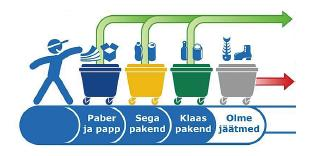 Paber
ja papp
Sega
pakend
Klaas
pakend
Olme
jäätmed